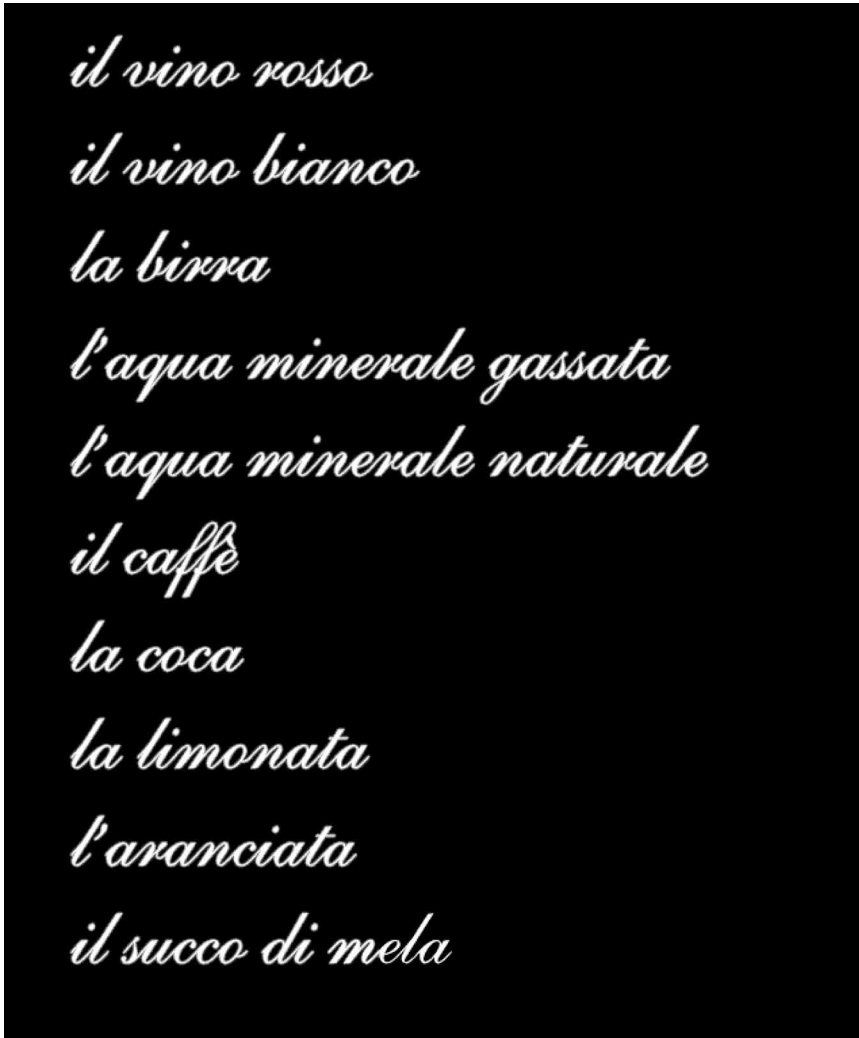 il vino rosso
il vino bianco
la birra
l'aqua minerale gassata
l'aqua minerale naturale
il caffè
la coca
la limonata
l'aranciata
il succo di mela